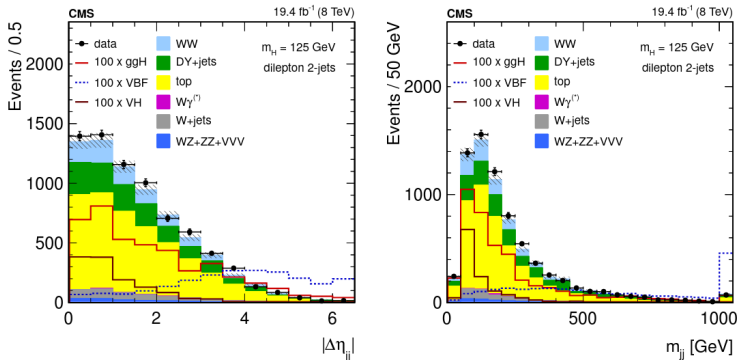 CMS 19.4 fb⁻¹ (8 TeV)
Events / 0.5
2000
1500
1000
500
0
data
100 x ggH
100 x VBF
100 x VH
WW
DY+jets
top
Wγ(*)
W+jets
WZ+ZZ+VVV
m_H = 125 GeV
dilepton 2-jets
0 2 4 6
|Δη_jj|
CMS 19.4 fb⁻¹ (8 TeV)
Events / 50 GeV
2000
1000
0
data
100 x ggH
100 x VBF
100 x VH
WW
DY+jets
top
Wγ(*)
W+jets
WZ+ZZ+VVV
m_H = 125 GeV
dilepton 2-jets
0 500 1000
m_jj [GeV]